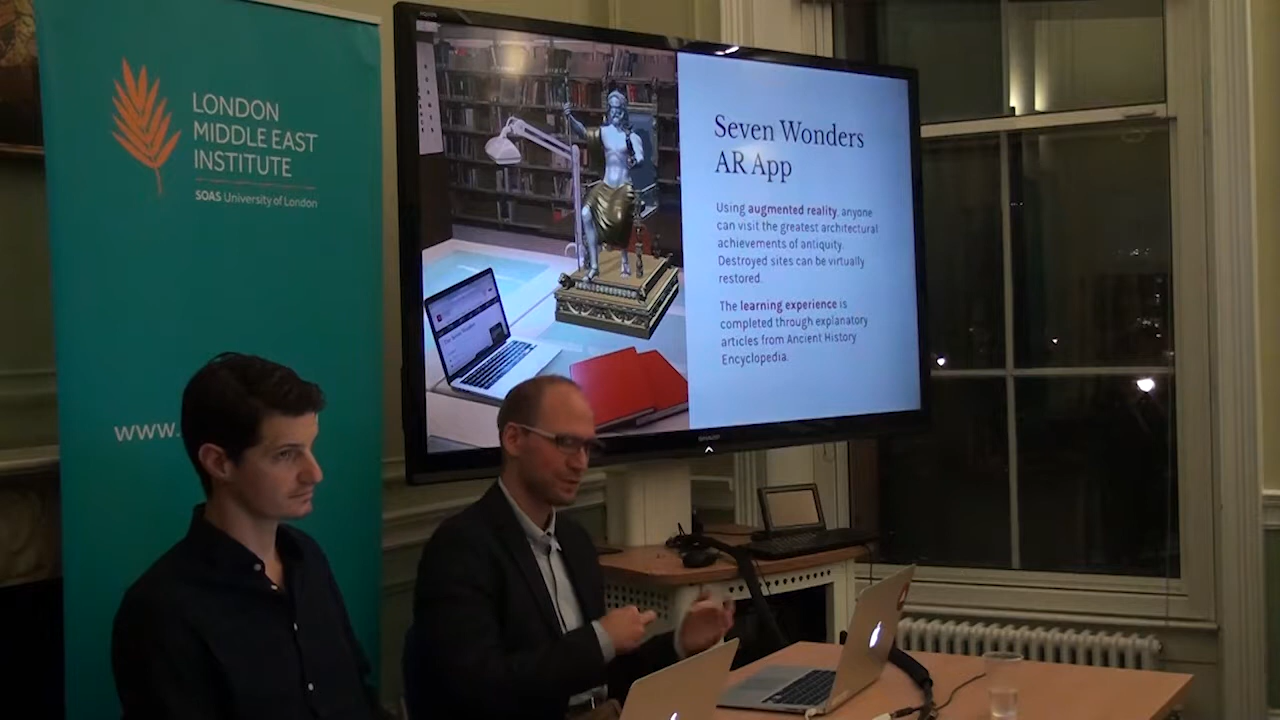 LONDON
MIDDLE EAST
INSTITUTE
SOAS University of London
www.
Seven Wonders
AR App
Using augmented reality, anyone
can visit the greatest architectural
achievements of antiquity.
Destroyed sites can be virtually
restored.
The learning experience is
completed through explanatory
articles from Ancient History
Encyclopedia.
SHARP